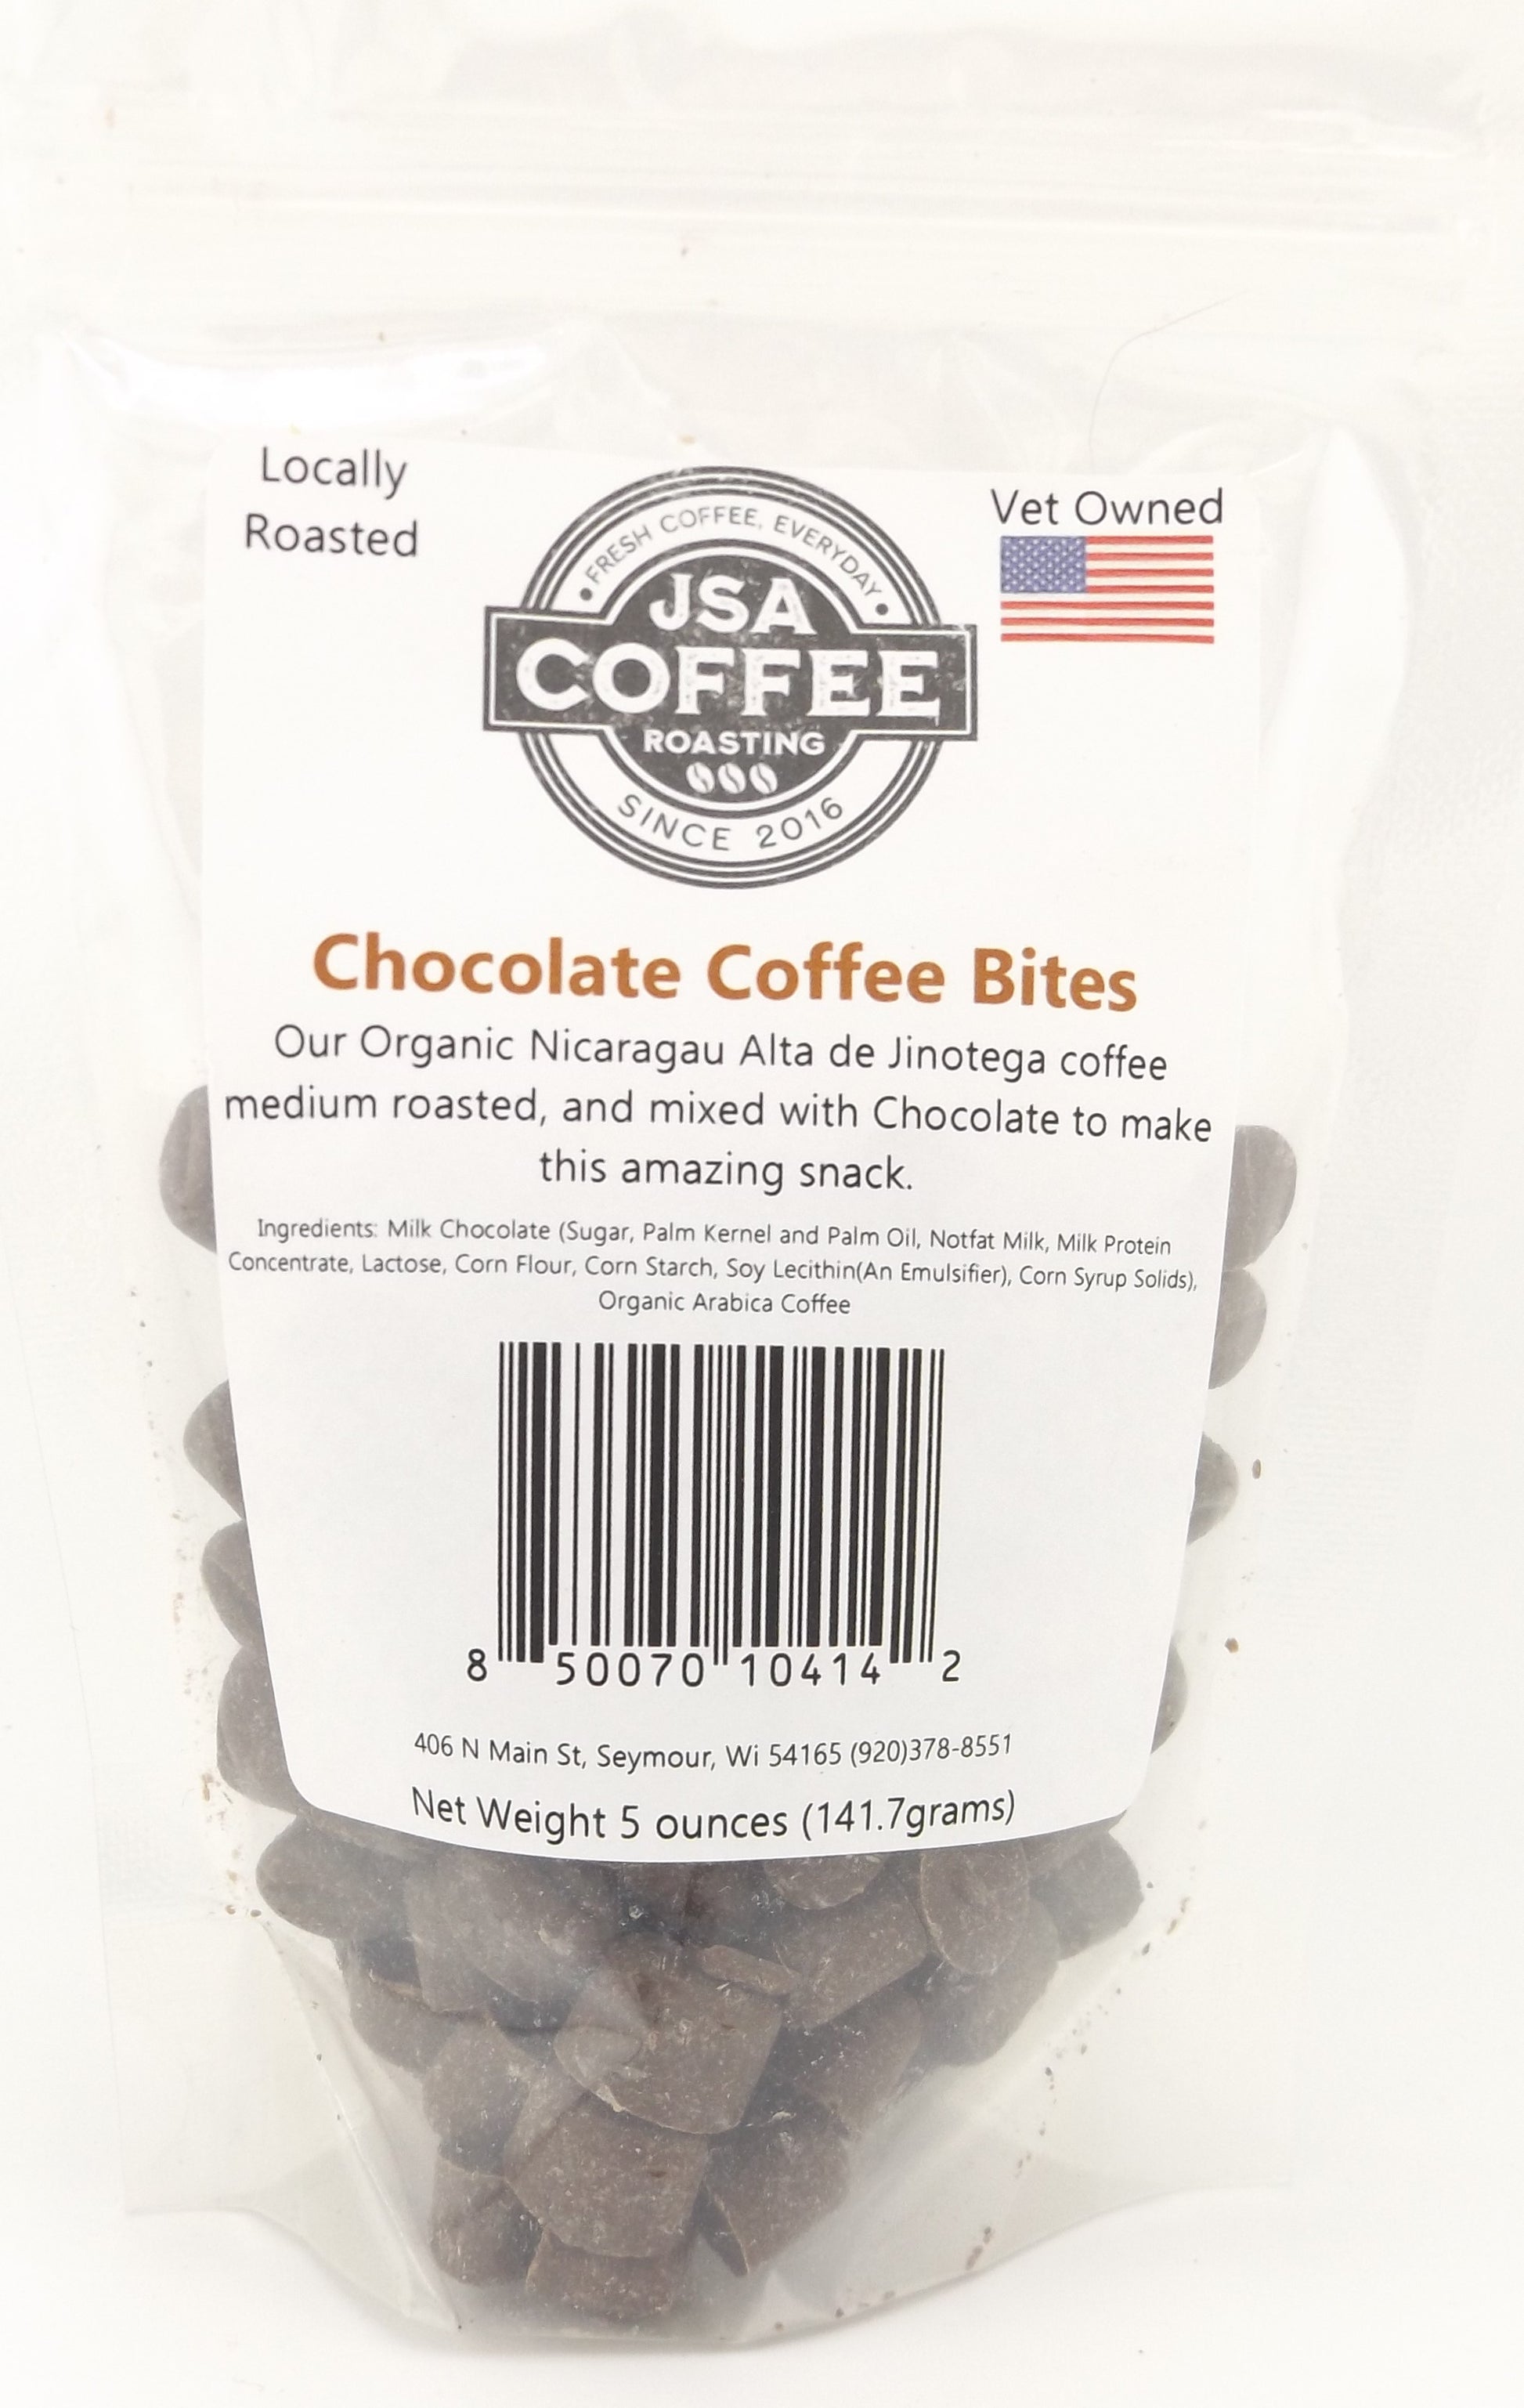 Locally
Roasted
FRESH COFFEE, EVERYDAY
JSA
COFFEE
ROASTING
SINCE 2016
Vet Owned
Chocolate Coffee Bites
Our Organic Nicaragau Alta de Jinotega coffee
medium roasted, and mixed with Chocolate to make
this amazing snack.
Ingredients: Milk Chocolate (Sugar, Palm Kernel and Palm Oil, Notfat Milk, Milk Protein
Concentrate, Lactose, Corn Flour, Corn Starch, Soy Lecithin(An Emulsifier), Corn Syrup Solids),
Organic Arabica Coffee
8 50070 10414 2
406 N Main St, Seymour, Wi 54165 (920)378-8551
Net Weight 5 ounces (141.7grams)